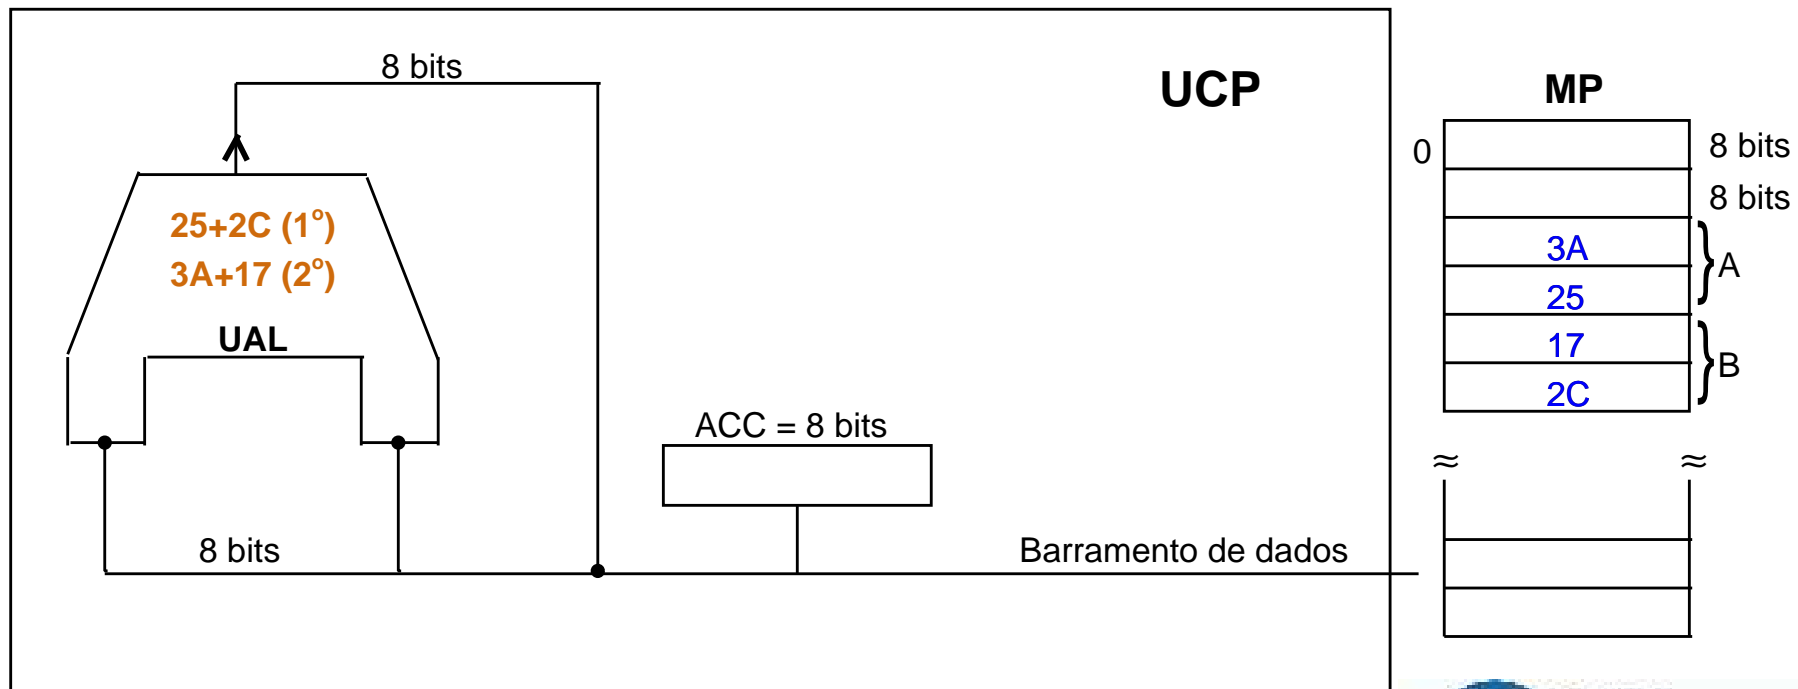 8 bits
UCP
MP
0
8 bits
8 bits
25+2C (1º)
3A+17 (2º)
UAL
3A
25
A
17
2C
B
ACC = 8 bits
≈ ≈
8 bits
Barramento de dados